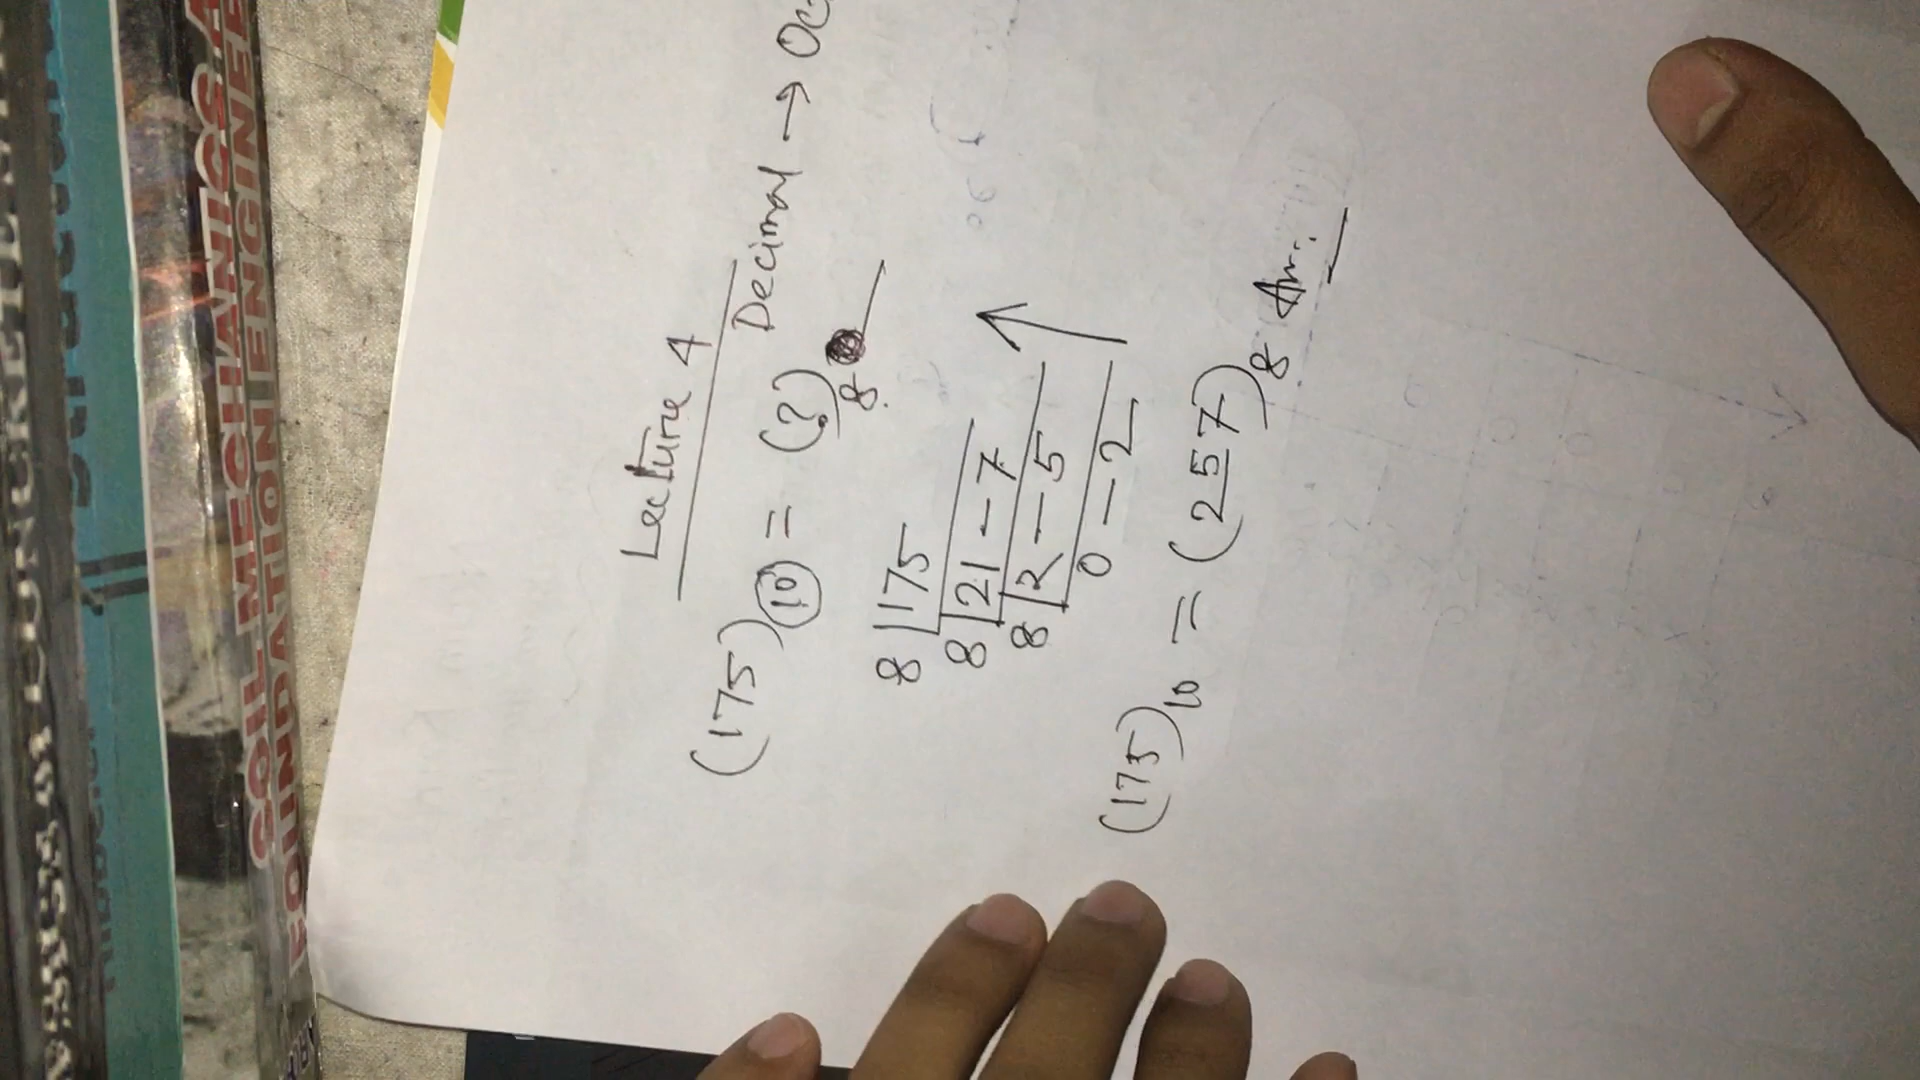 Lecture 4
(175)10 = (?)8 Decimal → Oc
8 | 175
8 | 21 – 7
8 | 2 – 5
0 – 2
(175)10 = (257)8 Ans.
SOIL MECHANICS A
FOUNDATION ENGINEE